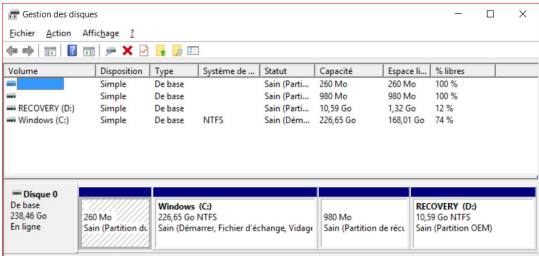 Gestion des disques
Fichier Action Affichage ?
Volume Disposition Type Système de ... Statut Capacité Espace li... % libres
Simple De base Sain (Parti... 260 Mo 260 Mo 100 %
Simple De base Sain (Parti... 980 Mo 980 Mo 100 %
RECOVERY (D:) Simple De base Sain (Parti... 10,59 Go 1,32 Go 12 %
Windows (C:) Simple De base NTFS Sain (Dém... 226,65 Go 168,01 Go 74 %
Disque 0
De base
238,46 Go
En ligne
260 Mo
Sain (Partition du
Windows (C:)
226,65 Go NTFS
Sain (Démarrer, Fichier d'échange, Vidage
980 Mo
Sain (Partition de récu
RECOVERY (D:)
10,59 Go NTFS
Sain (Partition OEM)